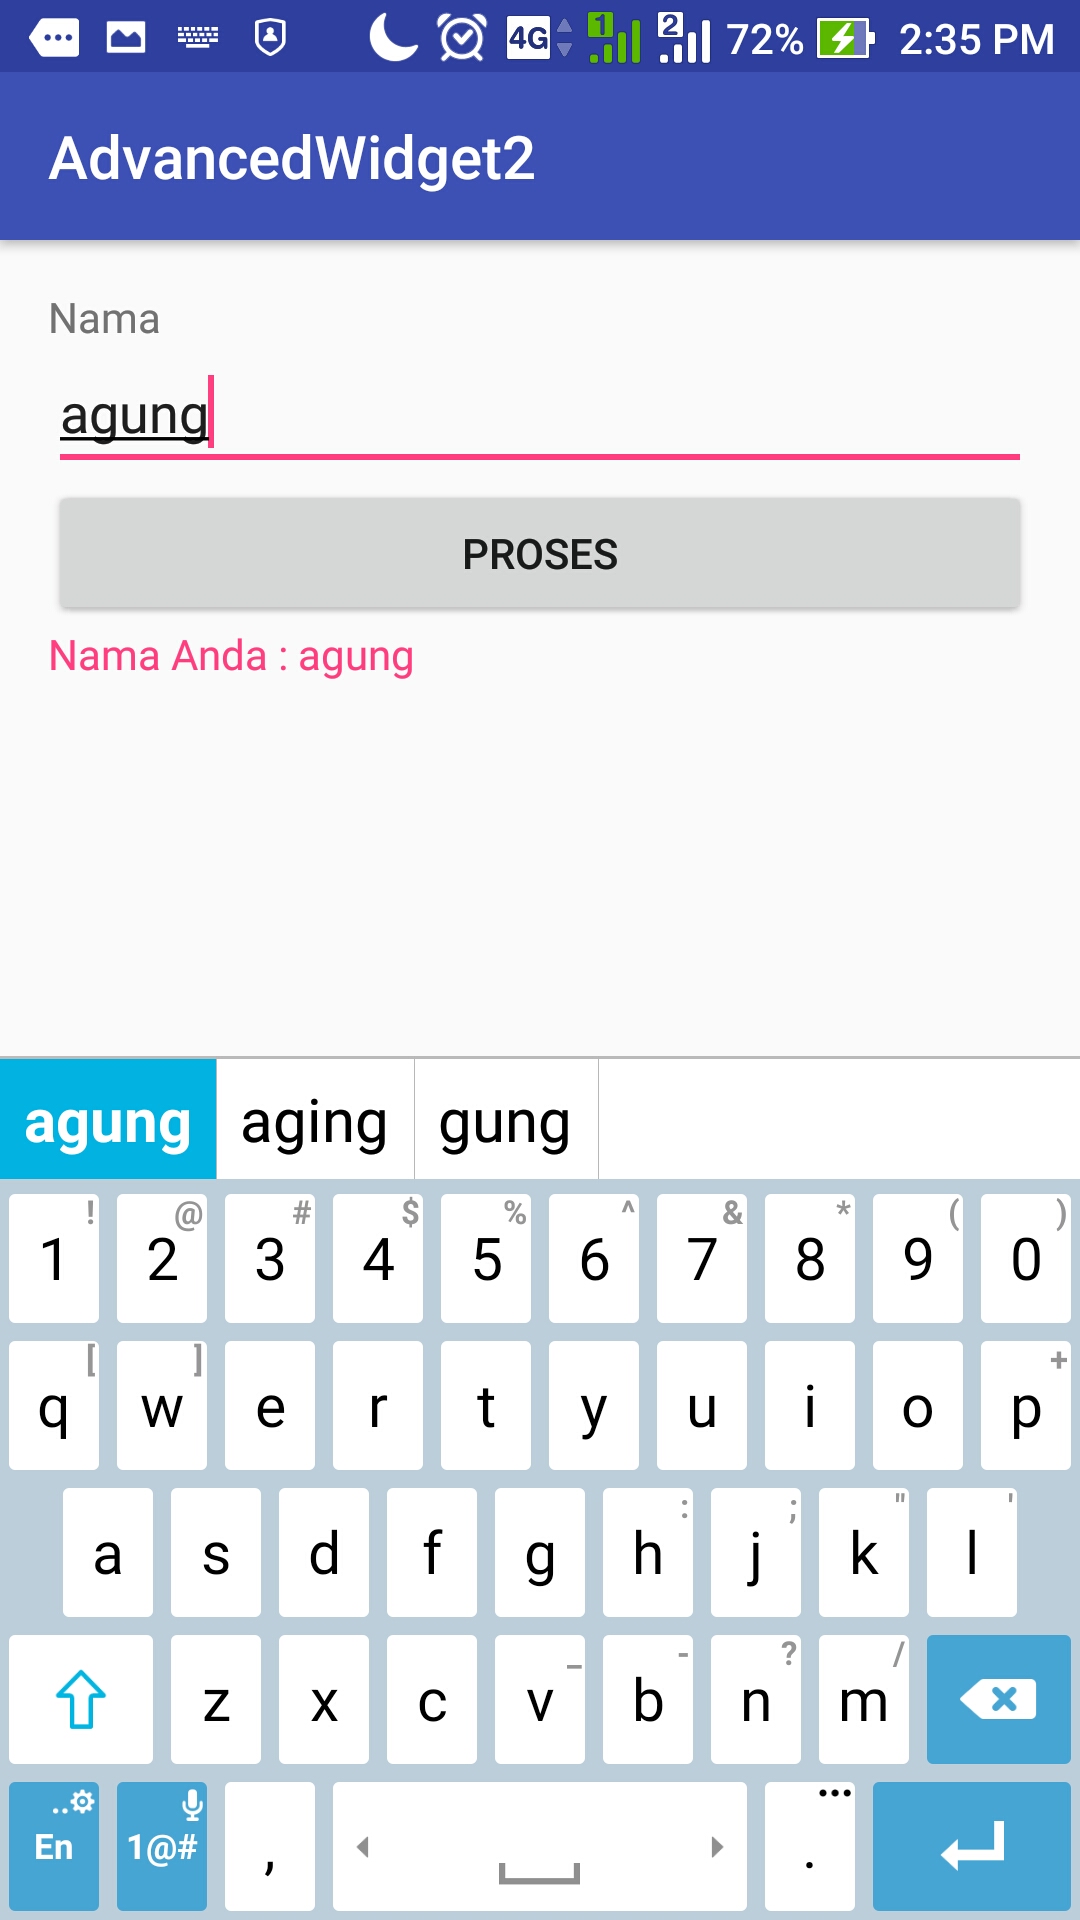 4G 1 2 72% 2:35 PM
AdvancedWidget2
Nama
agung
PROSES
Nama Anda : agung
agung aging gung
! @ # $ % ^ & * ( )
1 2 3 4 5 6 7 8 9 0
[ ] +
q w e r t y u i o p
: ; " '
a s d f g h j k l
_ - ? /
z x c v b n m
En 1@# , .